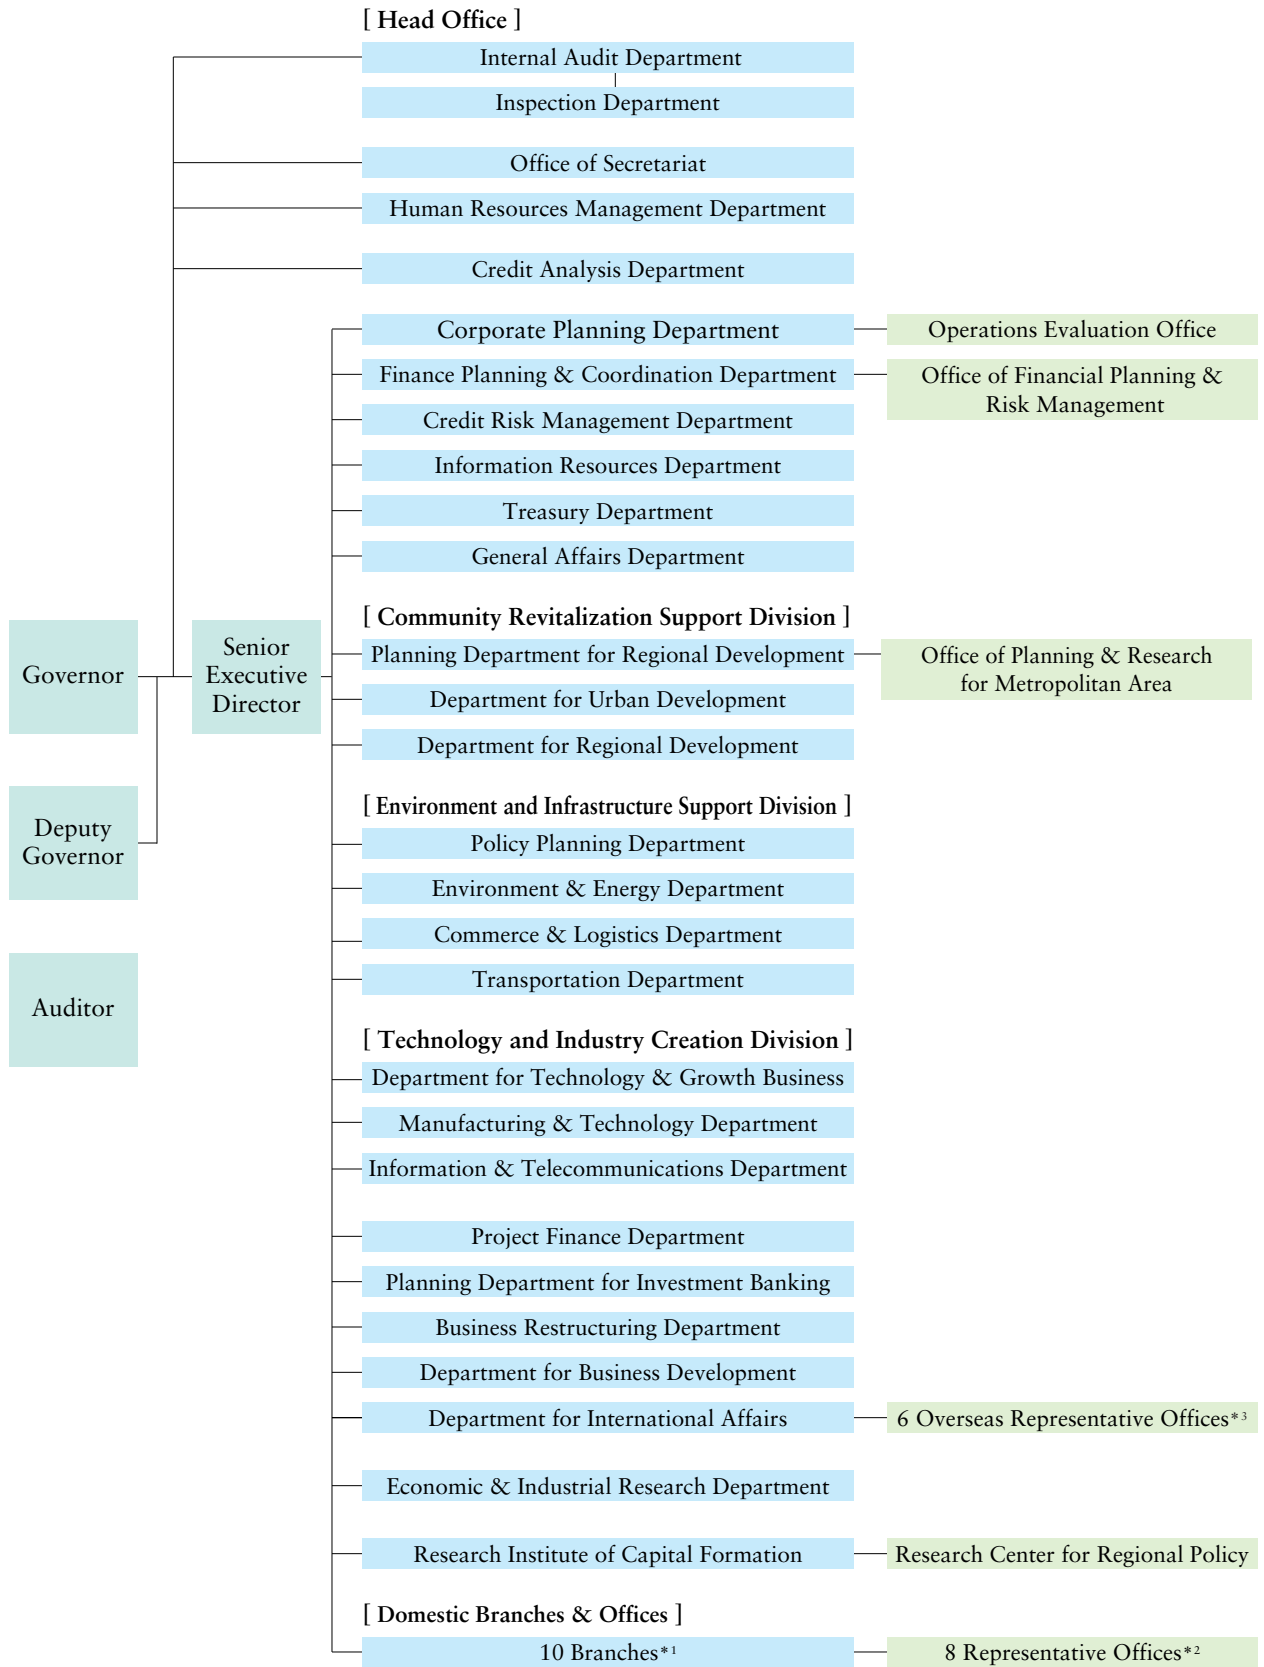 [ Head Office ]
Internal Audit Department
Inspection Department
Office of Secretariat
Human Resources Management Department
Credit Analysis Department
Corporate Planning Department
Operations Evaluation Office
Finance Planning & Coordination Department
Office of Financial Planning &
Risk Management
Credit Risk Management Department
Information Resources Department
Treasury Department
General Affairs Department
Governor
Deputy
Governor
Auditor
Senior
Executive
Director
[ Community Revitalization Support Division ]
Planning Department for Regional Development
Office of Planning & Research
for Metropolitan Area
Department for Urban Development
Department for Regional Development
[ Environment and Infrastructure Support Division ]
Policy Planning Department
Environment & Energy Department
Commerce & Logistics Department
Transportation Department
[ Technology and Industry Creation Division ]
Department for Technology & Growth Business
Manufacturing & Technology Department
Information & Telecommunications Department
Project Finance Department
Planning Department for Investment Banking
Business Restructuring Department
Department for Business Development
Department for International Affairs
6 Overseas Representative Offices*3
Economic & Industrial Research Department
Research Institute of Capital Formation
Research Center for Regional Policy
[ Domestic Branches & Offices ]
10 Branches*1
8 Representative Offices*2